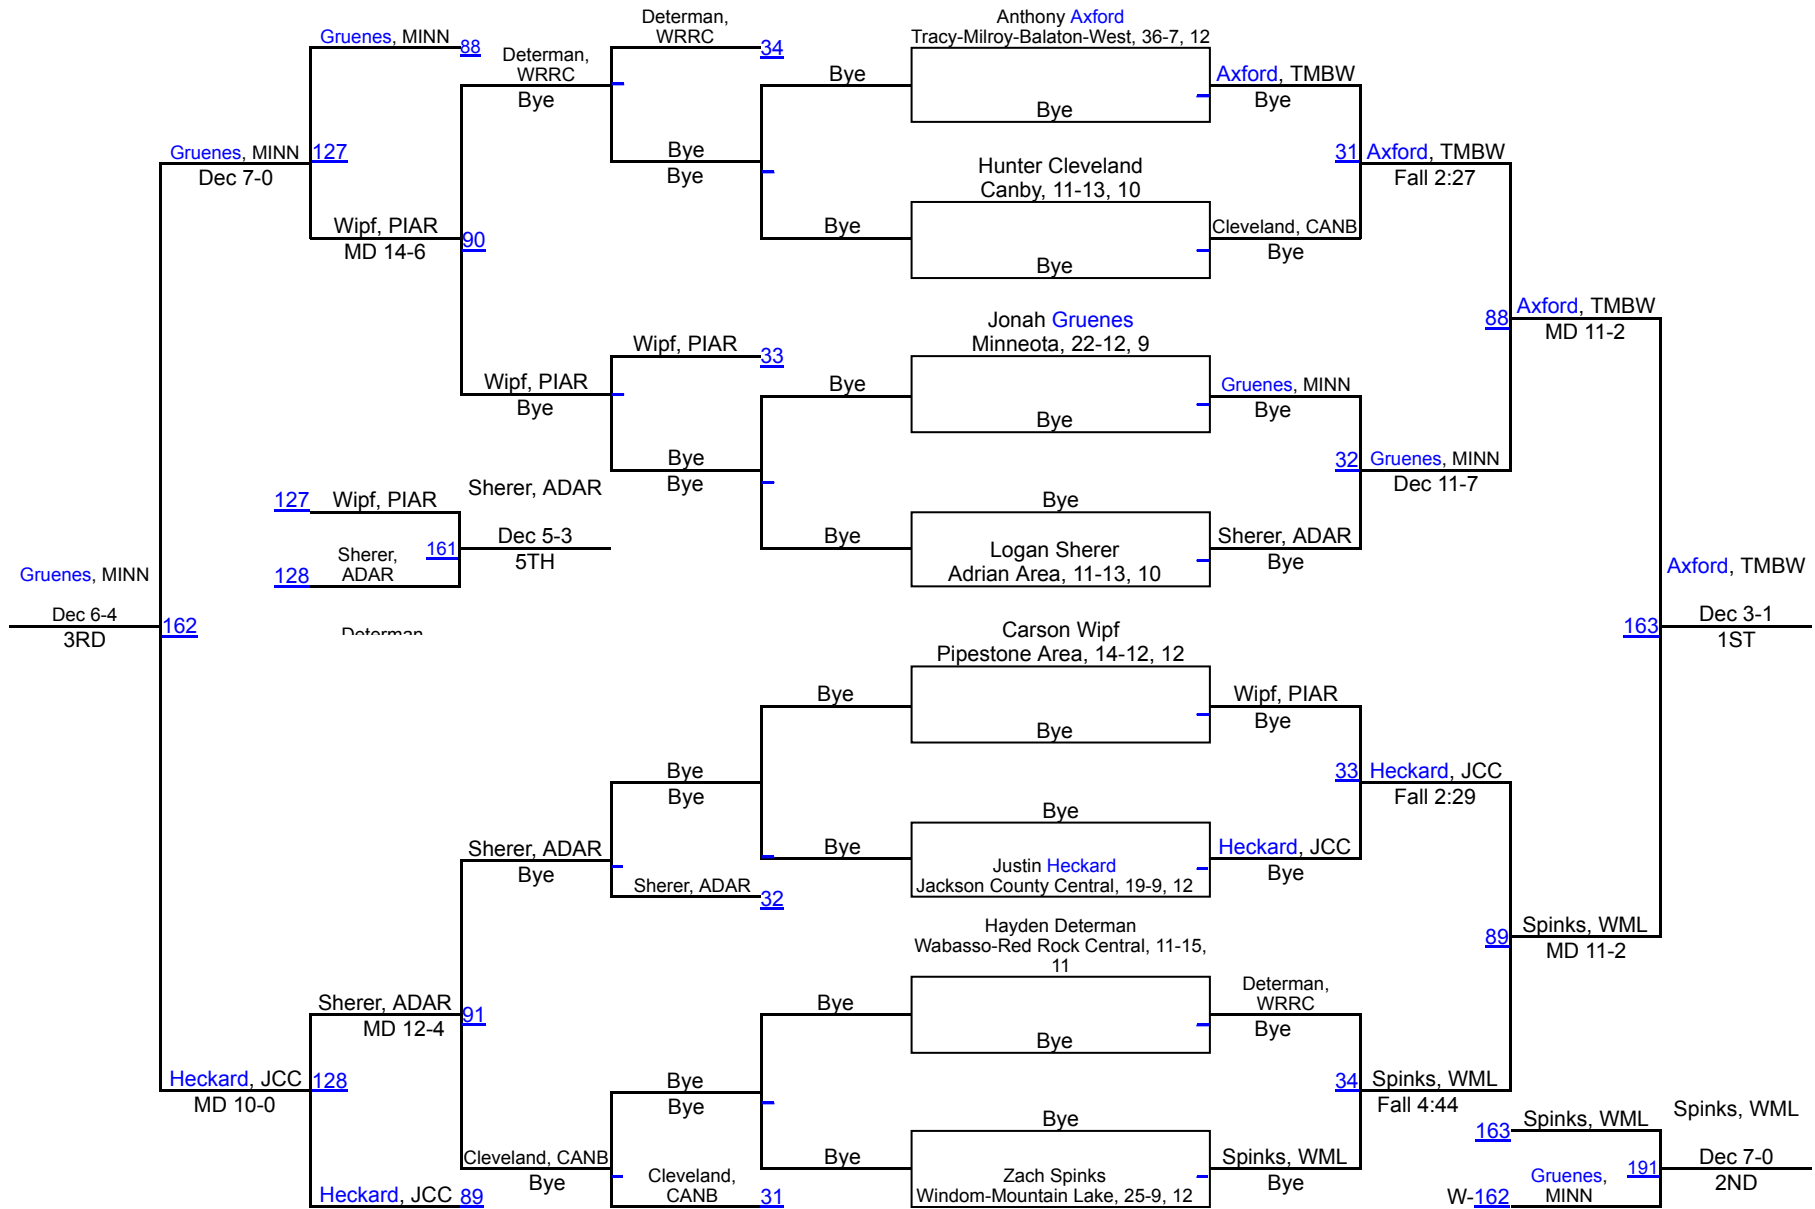 Gruenes, MINN
88
Determan,
WRRC
Bye
Determan,
WRRC
34
Bye
Anthony Axford
Tracy-Milroy-Balaton-West, 36-7, 12
Bye
Axford, TMBW
Bye
Gruenes, MINN
127
Dec 7-0
Bye
Bye
Hunter Cleveland
Canby, 11-13, 10
31
Axford, TMBW
Fall 2:27
Wipf, PIAR
90
MD 14-6
Bye
Bye
Cleveland, CANB
Bye
Wipf, PIAR
33
Jonah Gruenes
Minneota, 22-12, 9
88
Axford, TMBW
MD 11-2
Wipf, PIAR
Bye
Bye
Bye
Gruenes, MINN
Bye
Bye
Bye
32
Gruenes, MINN
Dec 11-7
127
Wipf, PIAR
Sherer, ADAR
Bye
161
Dec 5-3
5TH
128
Sherer,
ADAR
Bye
Logan Sherer
Adrian Area, 11-13, 10
Sherer, ADAR
Bye
Gruenes, MINN
Dec 6-4
3RD
162
Determan
Axford, TMBW
163
Dec 3-1
1ST
Carson Wipf
Pipestone Area, 14-12, 12
Bye
Bye
Wipf, PIAR
Bye
Bye
Bye
33
Heckard, JCC
Fall 2:29
Sherer, ADAR
Bye
Bye
Bye
Justin Heckard
Jackson County Central, 19-9, 12
Heckard, JCC
Bye
Sherer, ADAR
32
Hayden Determan
Wabasso-Red Rock Central, 11-15,
11
89
Spinks, WML
MD 11-2
Sherer, ADAR
91
MD 12-4
Bye
Bye
Determan,
WRRC
Bye
Heckard, JCC
128
MD 10-0
Bye
Bye
34
Spinks, WML
Fall 4:44
Bye
163
Spinks, WML
Spinks, WML
Cleveland, CANB
Bye
Bye
Zach Spinks
Windom-Mountain Lake, 25-9, 12
Spinks, WML
Bye
191
Dec 7-0
2ND
Heckard, JCC
89
Cleveland,
CANB
31
W-162
Gruenes,
MINN